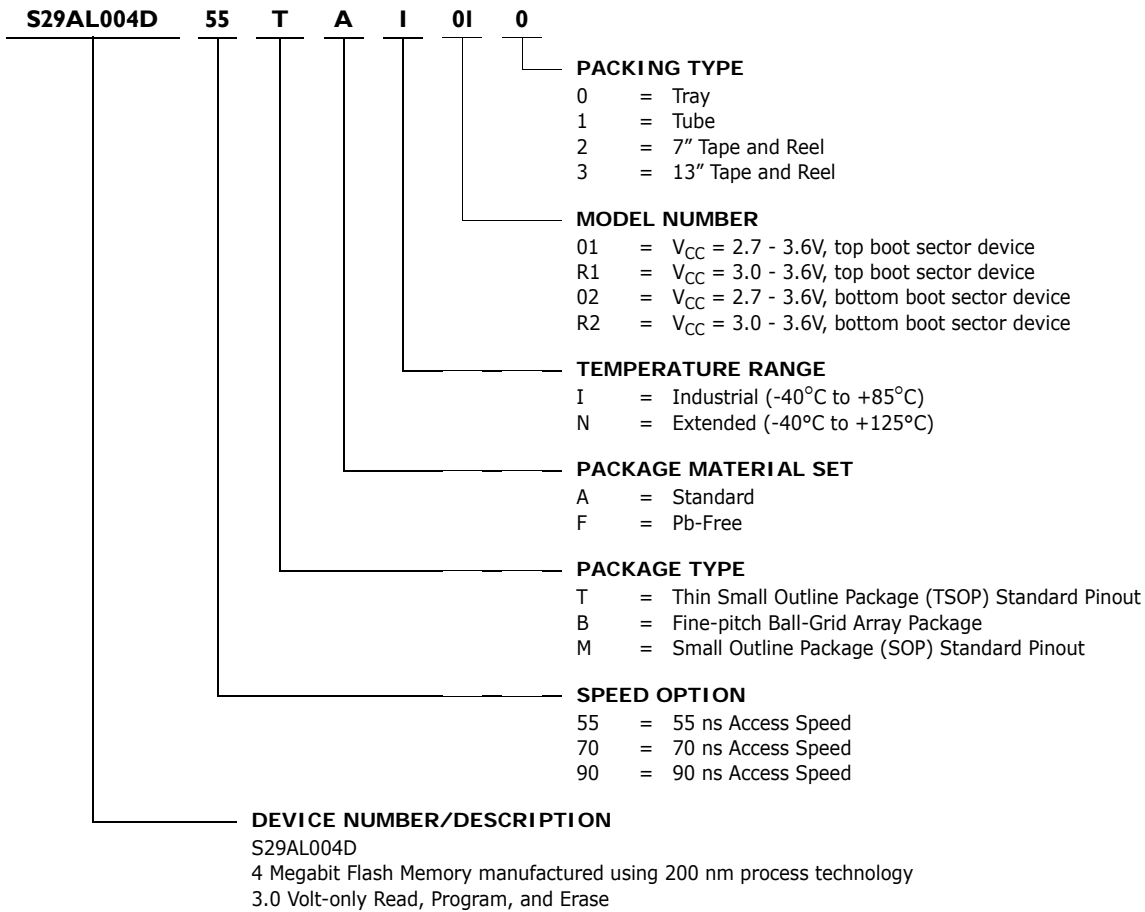 S29AL004D 55 T A I 01 0
PACKING TYPE
0 = Tray
1 = Tube
2 = 7” Tape and Reel
3 = 13” Tape and Reel
MODEL NUMBER
01 = VCC = 2.7 - 3.6V, top boot sector device
R1 = VCC = 3.0 - 3.6V, top boot sector device
02 = VCC = 2.7 - 3.6V, bottom boot sector device
R2 = VCC = 3.0 - 3.6V, bottom boot sector device
TEMPERATURE RANGE
I = Industrial (-40°C to +85°C)
N = Extended (-40°C to +125°C)
PACKAGE MATERIAL SET
A = Standard
F = Pb-Free
PACKAGE TYPE
T = Thin Small Outline Package (TSOP) Standard Pinout
B = Fine-pitch Ball-Grid Array Package
M = Small Outline Package (SOP) Standard Pinout
SPEED OPTION
55 = 55 ns Access Speed
70 = 70 ns Access Speed
90 = 90 ns Access Speed
DEVICE NUMBER/DESCRIPTION
S29AL004D
4 Megabit Flash Memory manufactured using 200 nm process technology
3.0 Volt-only Read, Program, and Erase